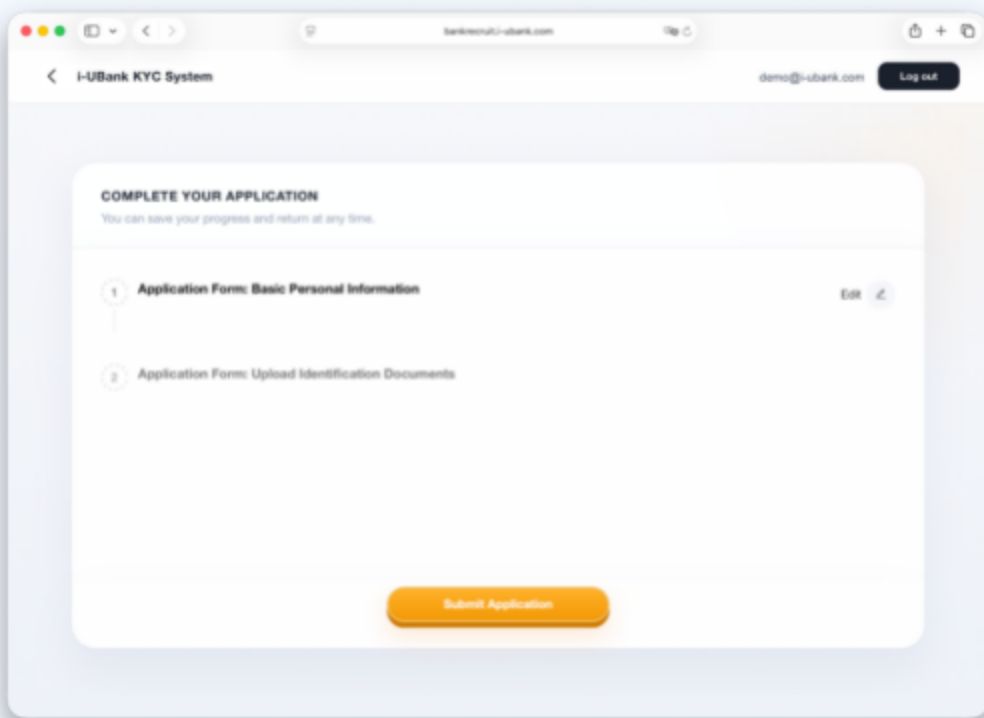 bankrecruit.i-ubank.com
i-UBank KYC System
demo@i-ubank.com
Log out
COMPLETE YOUR APPLICATION
You can save your progress and return at any time.
1
Application Form: Basic Personal Information
Edit
2
Application Form: Upload Identification Documents
Submit Application